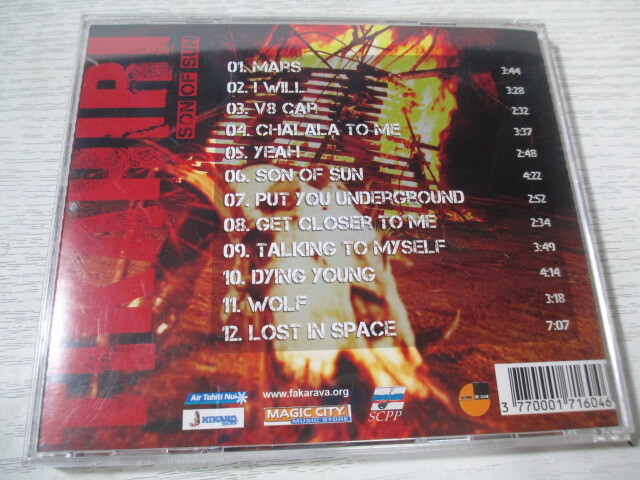 TIKAHIRI
SON OF SUN
01. MARS 3:44
02. I WILL 3:28
03. V8 CAR 2:32
04. CHALALA TO ME 3:37
05. YEAH 2:48
06. SON OF SUN 4:22
07. PUT YOU UNDERGROUND 2:52
08. GET CLOSER TO ME 2:34
09. TALKING TO MYSELF 3:49
10. DYING YOUNG 4:14
11. WOLF 3:18
12. LOST IN SPACE 7:07
Air Tahiti Nui
www.fakarava.org
MIKAKO
MAGIC CITY
MUSIC STORE
SCPP
3 770001 716046